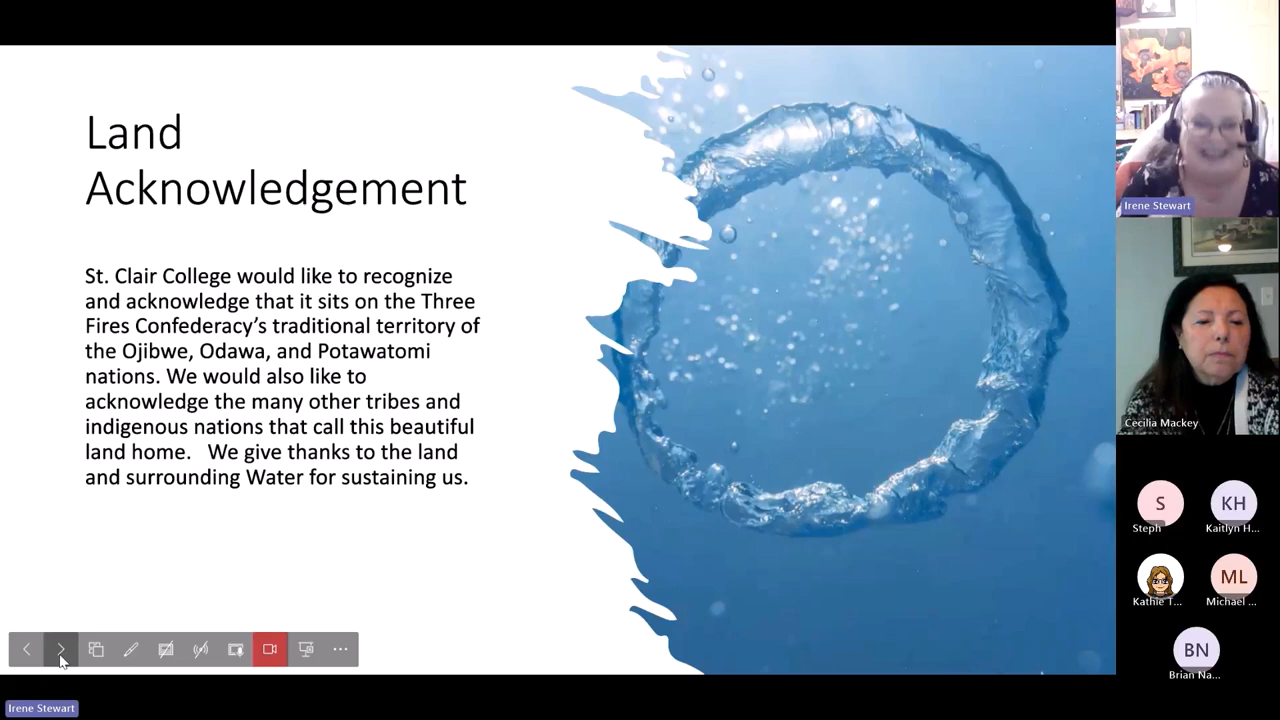 Land
Acknowledgement
St. Clair College would like to recognize
and acknowledge that it sits on the Three
Fires Confederacy’s traditional territory of
the Ojibwe, Odawa, and Potawatomi
nations. We would also like to
acknowledge the many other tribes and
indigenous nations that call this beautiful
land home.   We give thanks to the land
and surrounding Water for sustaining us.
Irene Stewart
Cecilia Mackey
S
Steph
KH
Kaitlyn H...
Kathie T...
ML
Michael ...
BN
Brian Na...
Irene Stewart